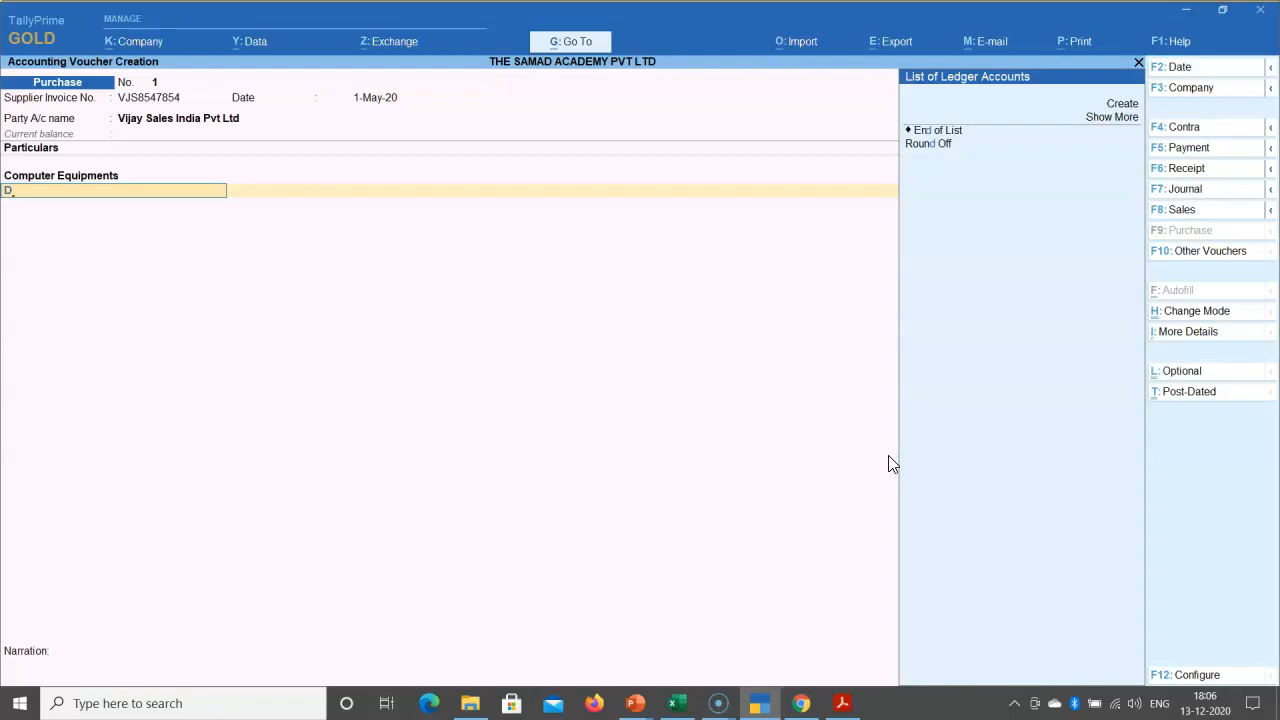 TallyPrime
GOLD
MANAGE
K: Company
Y: Data
Z: Exchange
G: Go To
O: Import
E: Export
M: E-mail
P: Print
F1: Help
Accounting Voucher Creation
THE SAMAD ACADEMY PVT LTD
Purchase No. 1
Supplier Invoice No. : VJS8547854 Date : 1-May-20
Party A/c name : Vijay Sales India Pvt Ltd
Current balance :
Particulars
Computer Equipments
D
Narration:
List of Ledger Accounts
Create
Show More
♦ End of List
Round Off
F2: Date
F3: Company
F4: Contra
F5: Payment
F6: Receipt
F7: Journal
F8: Sales
F9: Purchase
F10: Other Vouchers
F: Autofill
H: Change Mode
I: More Details
L: Optional
T: Post-Dated
F12: Configure
Type here to search
ENG
18:06
13-12-2020